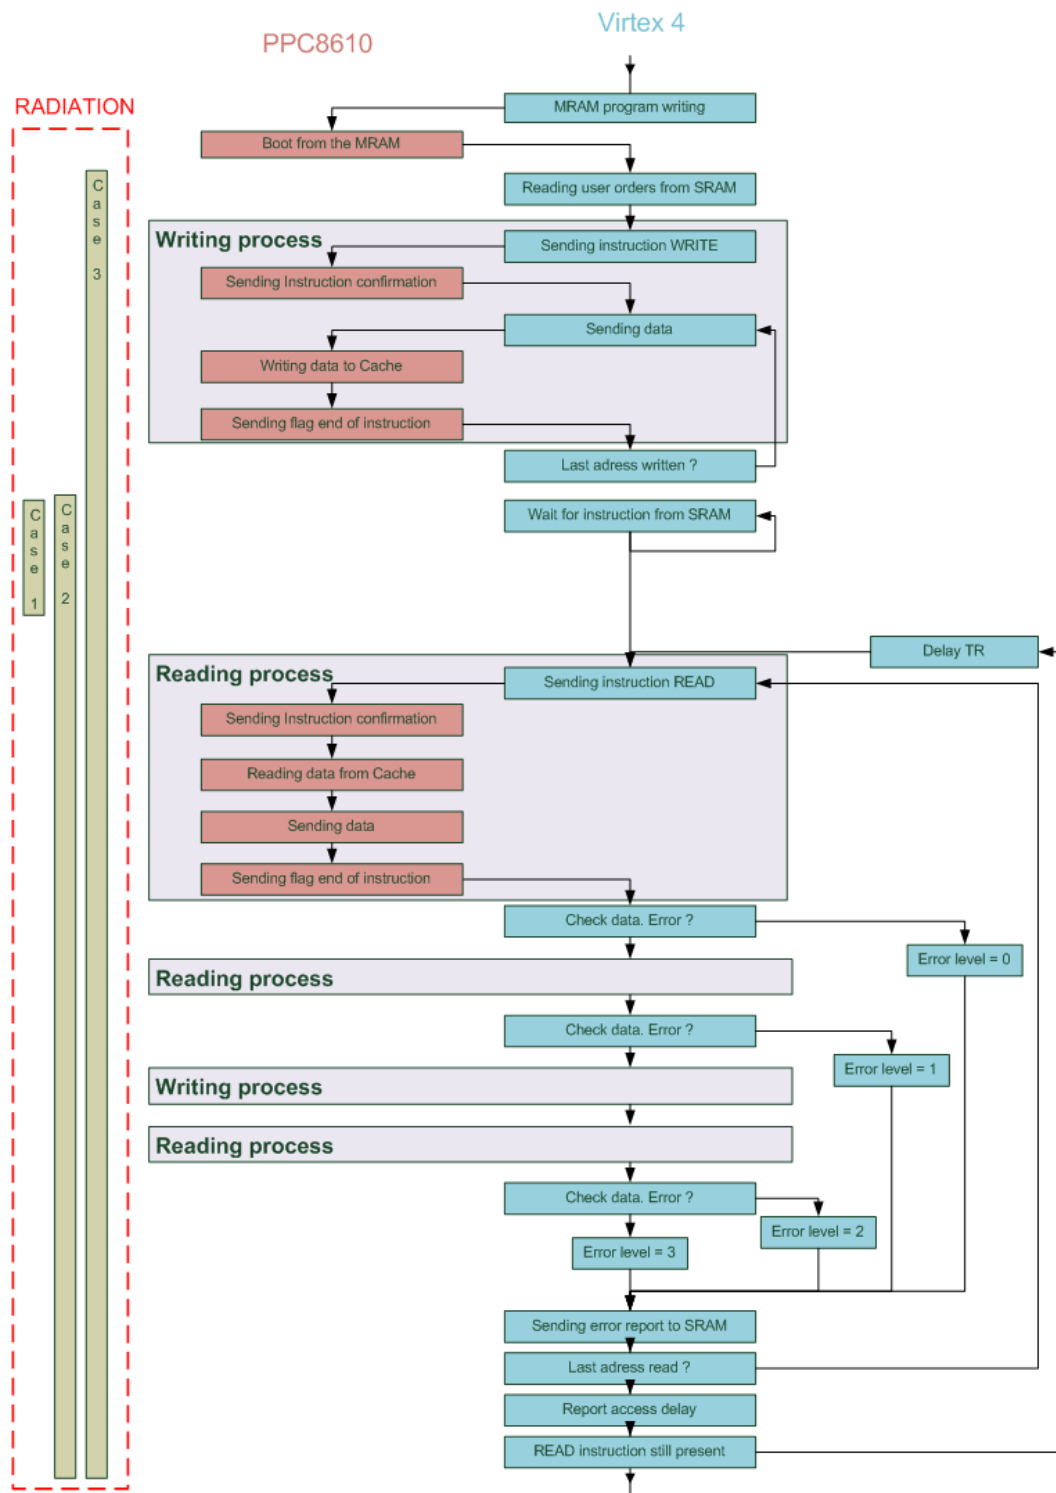 Virtex 4
PPC8610
RADIATION
MRAM program writing
Boot from the MRAM
Reading user orders from SRAM
Case 3
Writing process
Sending instruction WRITE
Sending Instruction confirmation
Sending data
Writing data to Cache
Sending flag end of instruction
Last adress written ?
Case 1
Case 2
Wait for instruction from SRAM
Delay TR
Reading process
Sending instruction READ
Sending Instruction confirmation
Reading data from Cache
Sending data
Sending flag end of instruction
Check data. Error ?
Error level = 0
Reading process
Check data. Error ?
Error level = 1
Writing process
Reading process
Check data. Error ?
Error level = 2
Error level = 3
Sending error report to SRAM
Last adress read ?
Report access delay
READ instruction still present